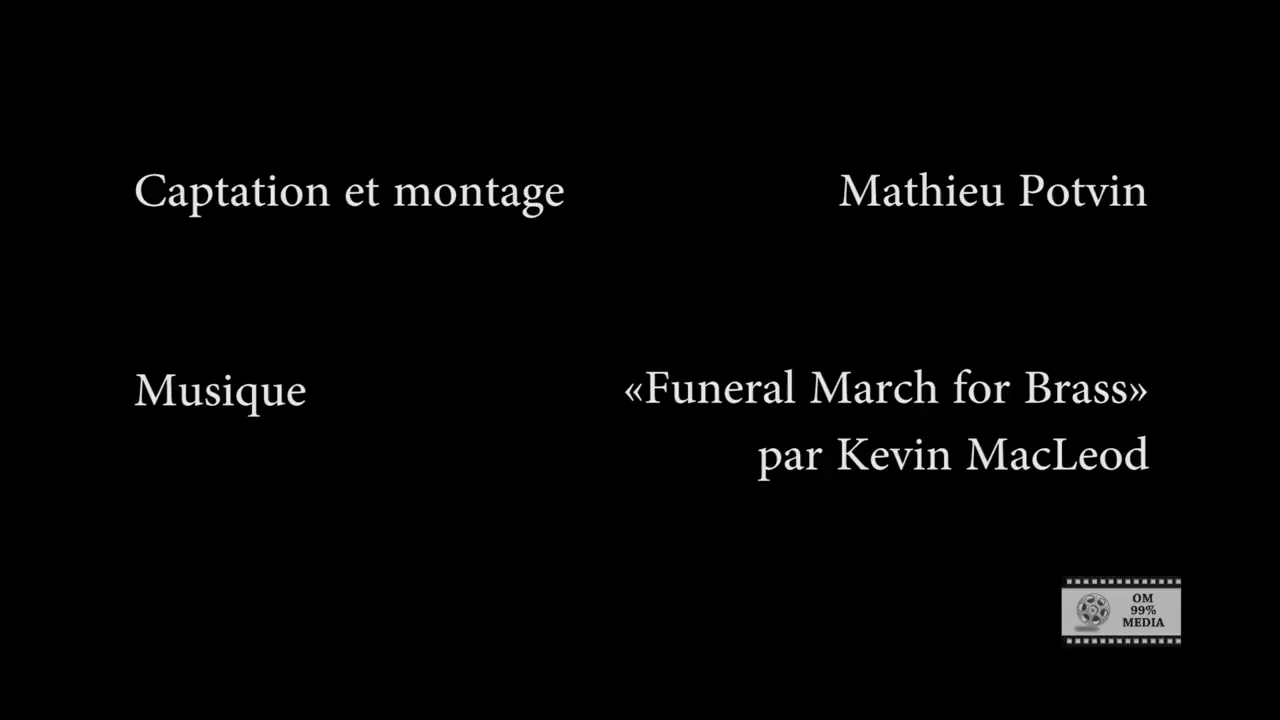 Captation et montage
Mathieu Potvin
Musique
«Funeral March for Brass»
par Kevin MacLeod
OM
99%
MEDIA